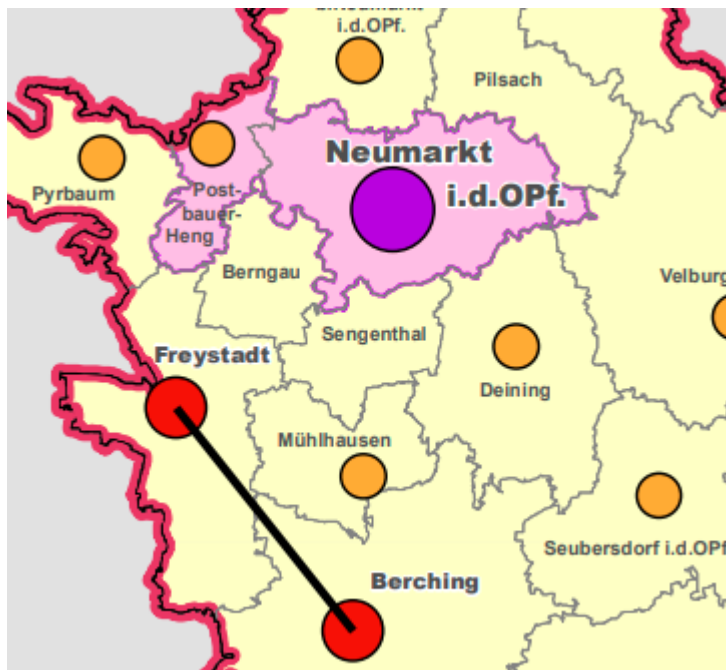 i.d.OPf.
Pilsach
Neumarkt
i.d.OPf.
Pyrbaum
Post-
bauer-
Heng
Berngau
Velburg
Sengenthal
Freystadt
Deining
Mühlhausen
Seubersdorf i.d.OPf
Berching